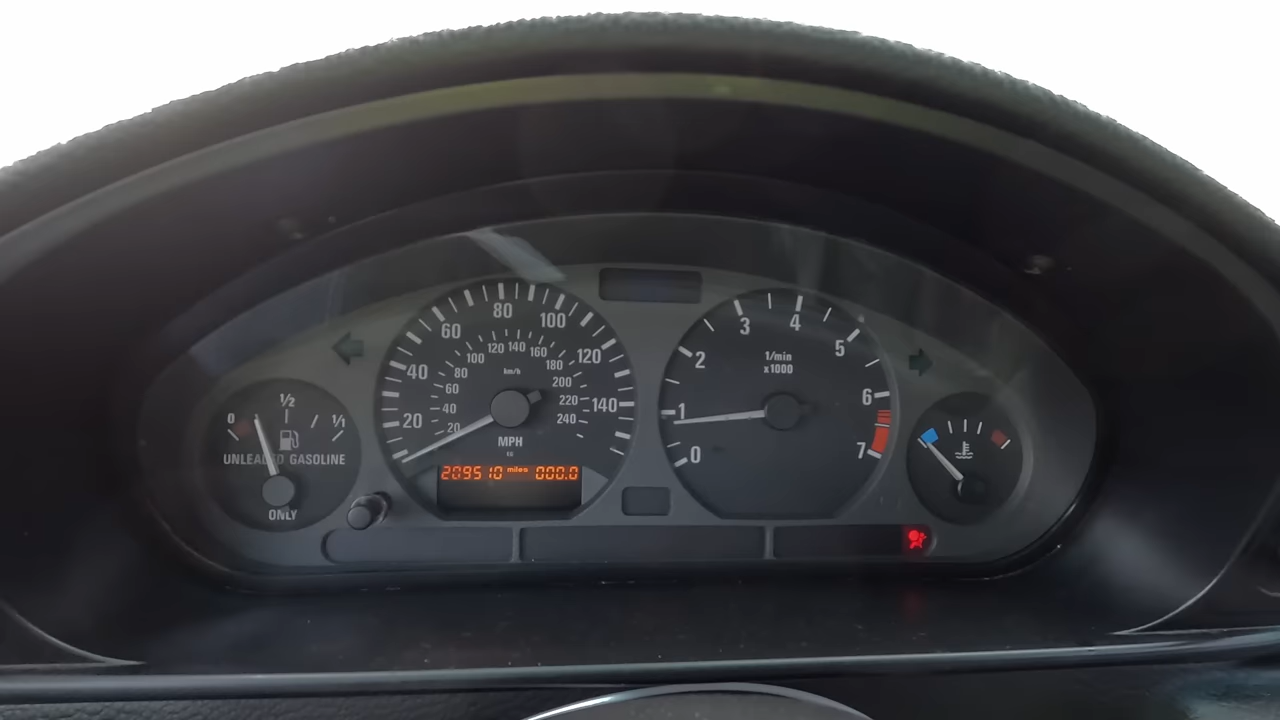 0 1/2 1/1
UNLEADED GASOLINE
ONLY
20 40 60 80 100 120 140
20 40 60 80 100 120 140 160 180 200 220 240
km/h
MPH
209510 miles 000.0
0 1 2 3 4 5 6 7
1/min
x1000